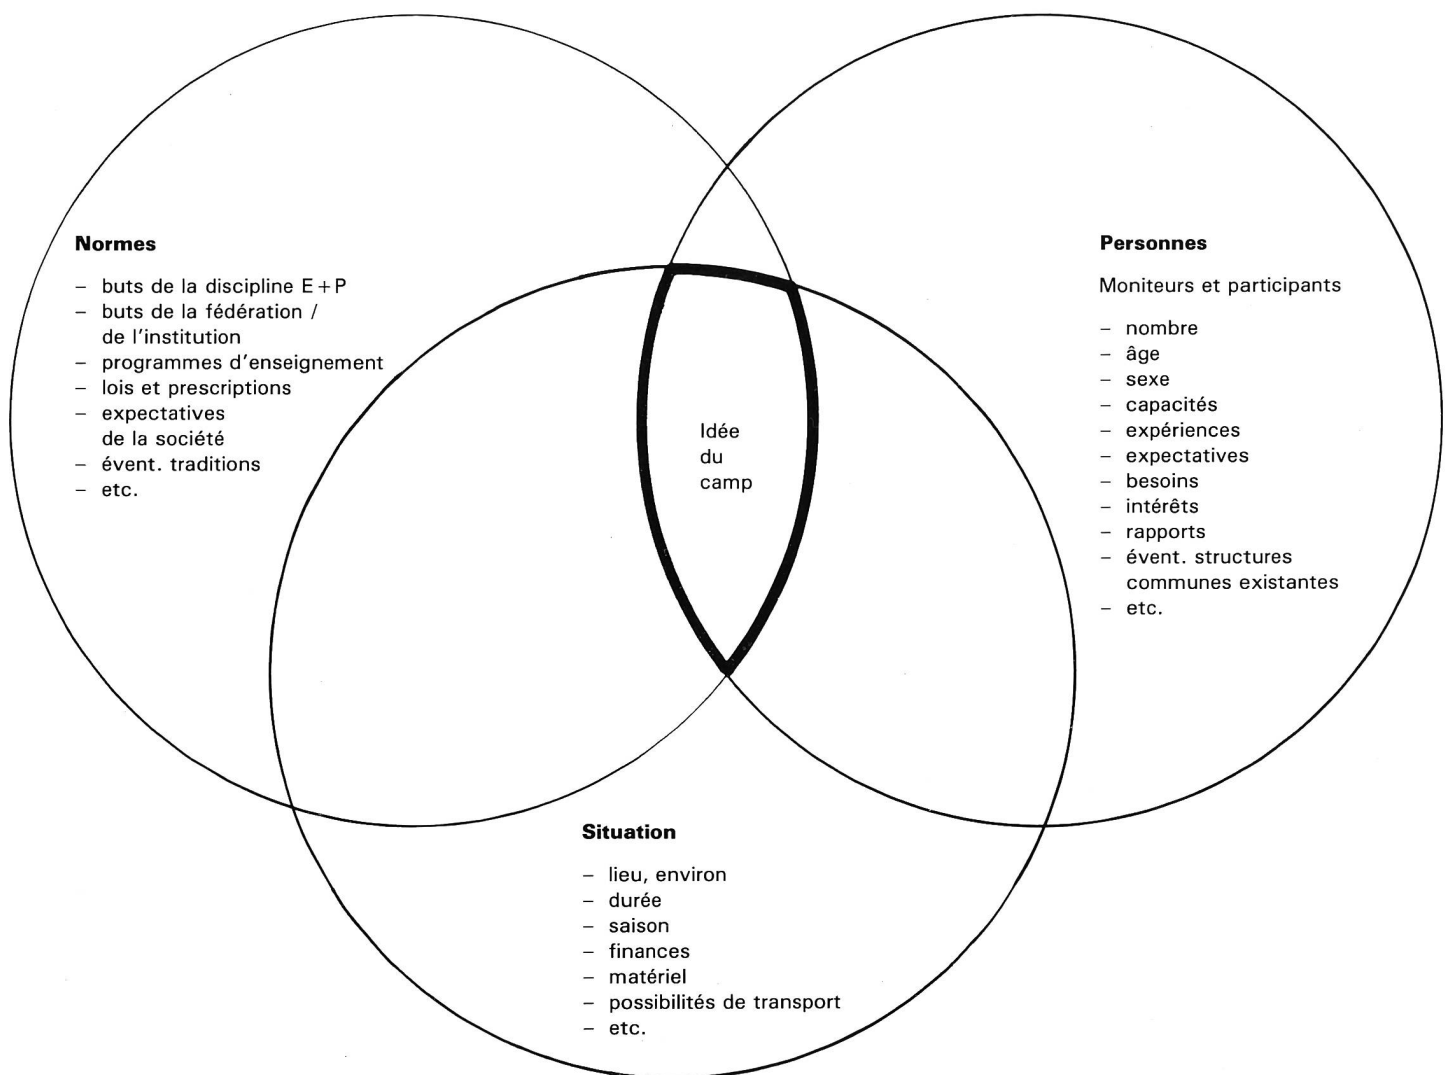 Normes
– buts de la discipline E+P
– buts de la fédération /
de l'institution
– programmes d'enseignement
– lois et prescriptions
– expectatives
de la société
– évent. traditions
– etc.
Idée
du
camp
Personnes
Moniteurs et participants
– nombre
– âge
– sexe
– capacités
– expériences
– expectatives
– besoins
– intérêts
– rapports
– évent. structures
communes existantes
– etc.
Situation
– lieu, environ
– durée
– saison
– finances
– matériel
– possibilités de transport
– etc.